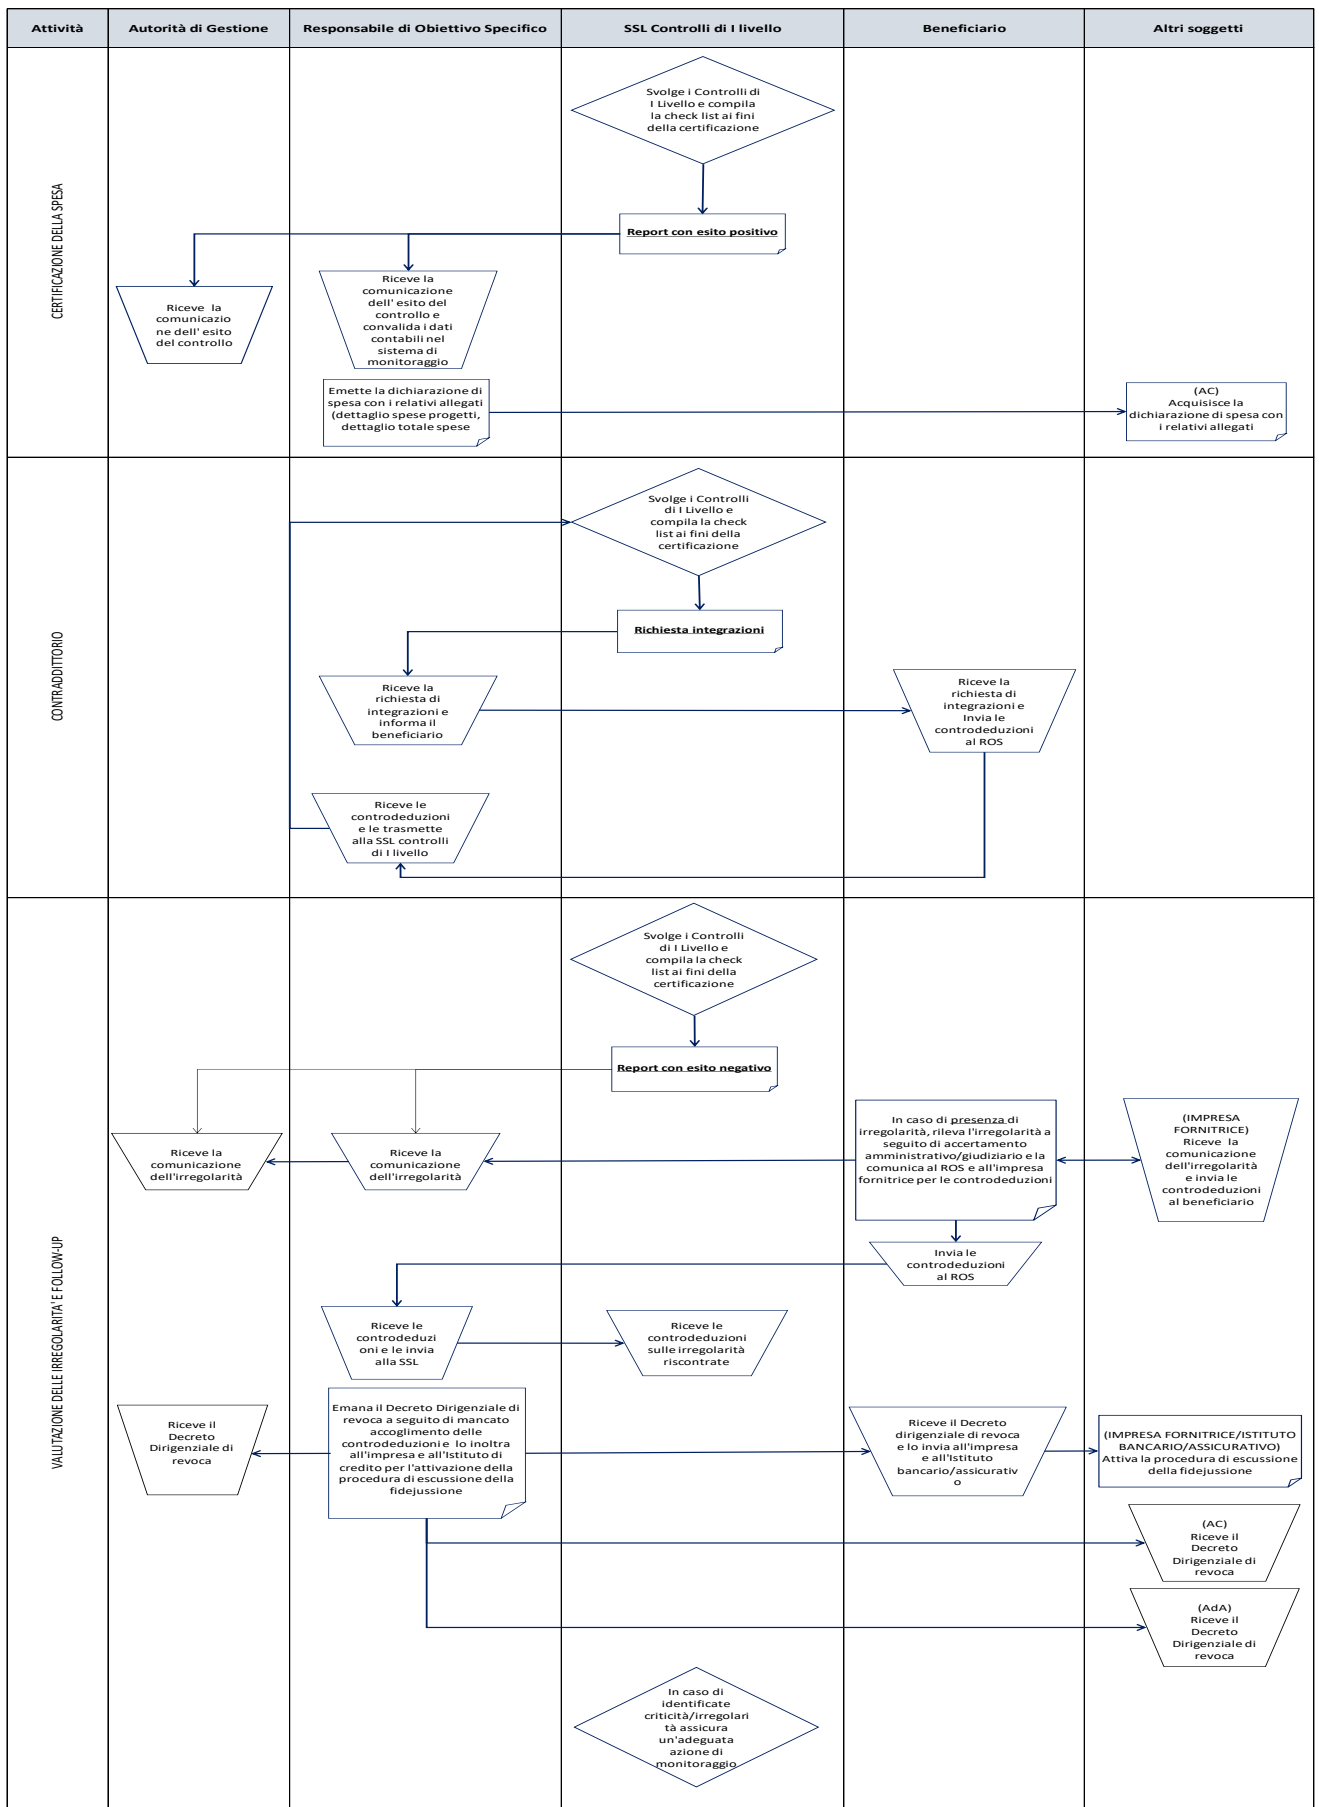 Attività
Autorità di Gestione
Responsabile di Obiettivo Specifico
SSL Controlli di I livello
Beneficiario
Altri soggetti
CERTIFICAZIONE DELLA SPESA
Svolge i Controlli di
I Livello e compila
la check list ai fini
della certificazione
Report con esito positivo
Riceve la
comunicazio
ne dell' esito
del controllo
Riceve la
comunicazione
dell' esito del
controllo e
convalida i dati
contabili nel
sistema di
monitoraggio
Emette la dichiarazione di
spesa con i relativi allegati
(dettaglio spese progetti,
dettaglio totale spese
(AC)
Acquisisce la
dichiarazione di spesa con
i relativi allegati
CONTRADDITTORIO
Svolge i Controlli
di I Livello e
compila la check
list ai fini della
certificazione
Richiesta integrazioni
Riceve la
richiesta di
integrazioni e
informa il
beneficiario
Riceve la
richiesta di
integrazioni e
Invia le
controdeduzioni
al ROS
Riceve le
controdeduzioni
e le trasmette
alla SSL controlli
di I livello
VALUTAZIONE DELLE IRREGOLARITA' E FOLLOW-UP
Svolge i Controlli
di I Livello e
compila la check
list ai fini della
certificazione
Report con esito negativo
Riceve la
comunicazione
dell'irregolarità
Riceve la
comunicazione
dell'irregolarità
In caso di presenza di
irregolarità, rileva l'irregolarità a
seguito di accertamento
amministrativo/giudiziario e la
comunica al ROS e all'impresa
fornitrice per le controdeduzioni
(IMPRESA
FORNITRICE)
Riceve la
comunicazione
dell'irregolarità
e invia le
controdeduzioni
al beneficiario
Invia le
controdeduzioni
al ROS
Riceve le
controdeduzi
oni e le invia
alla SSL
Riceve le
controdeduzioni
sulle irregolarità
riscontrate
Riceve il
Decreto
Dirigenziale di
revoca
Emana il Decreto Dirigenziale di
revoca a seguito di mancato
accoglimento delle
controdeduzioni e lo inoltra
all'impresa e all'Istituto di
credito per l'attivazione della
procedura di escussione della
fidejussione
Riceve il Decreto
dirigenziale di revoca
e lo invia all'impresa
e all'Istituto
bancario/assicurativ
o
(IMPRESA FORNITRICE/ISTITUTO
BANCARIO/ASSICURATIVO)
Attiva la procedura di escussione
della fidejussione
(AC)
Riceve il
Decreto
Dirigenziale di
revoca
(AdA)
Riceve il
Decreto
Dirigenziale di
revoca
In caso di
identificate
criticità/irregolari
tà assicura
un'adeguata
azione di
monitoraggio